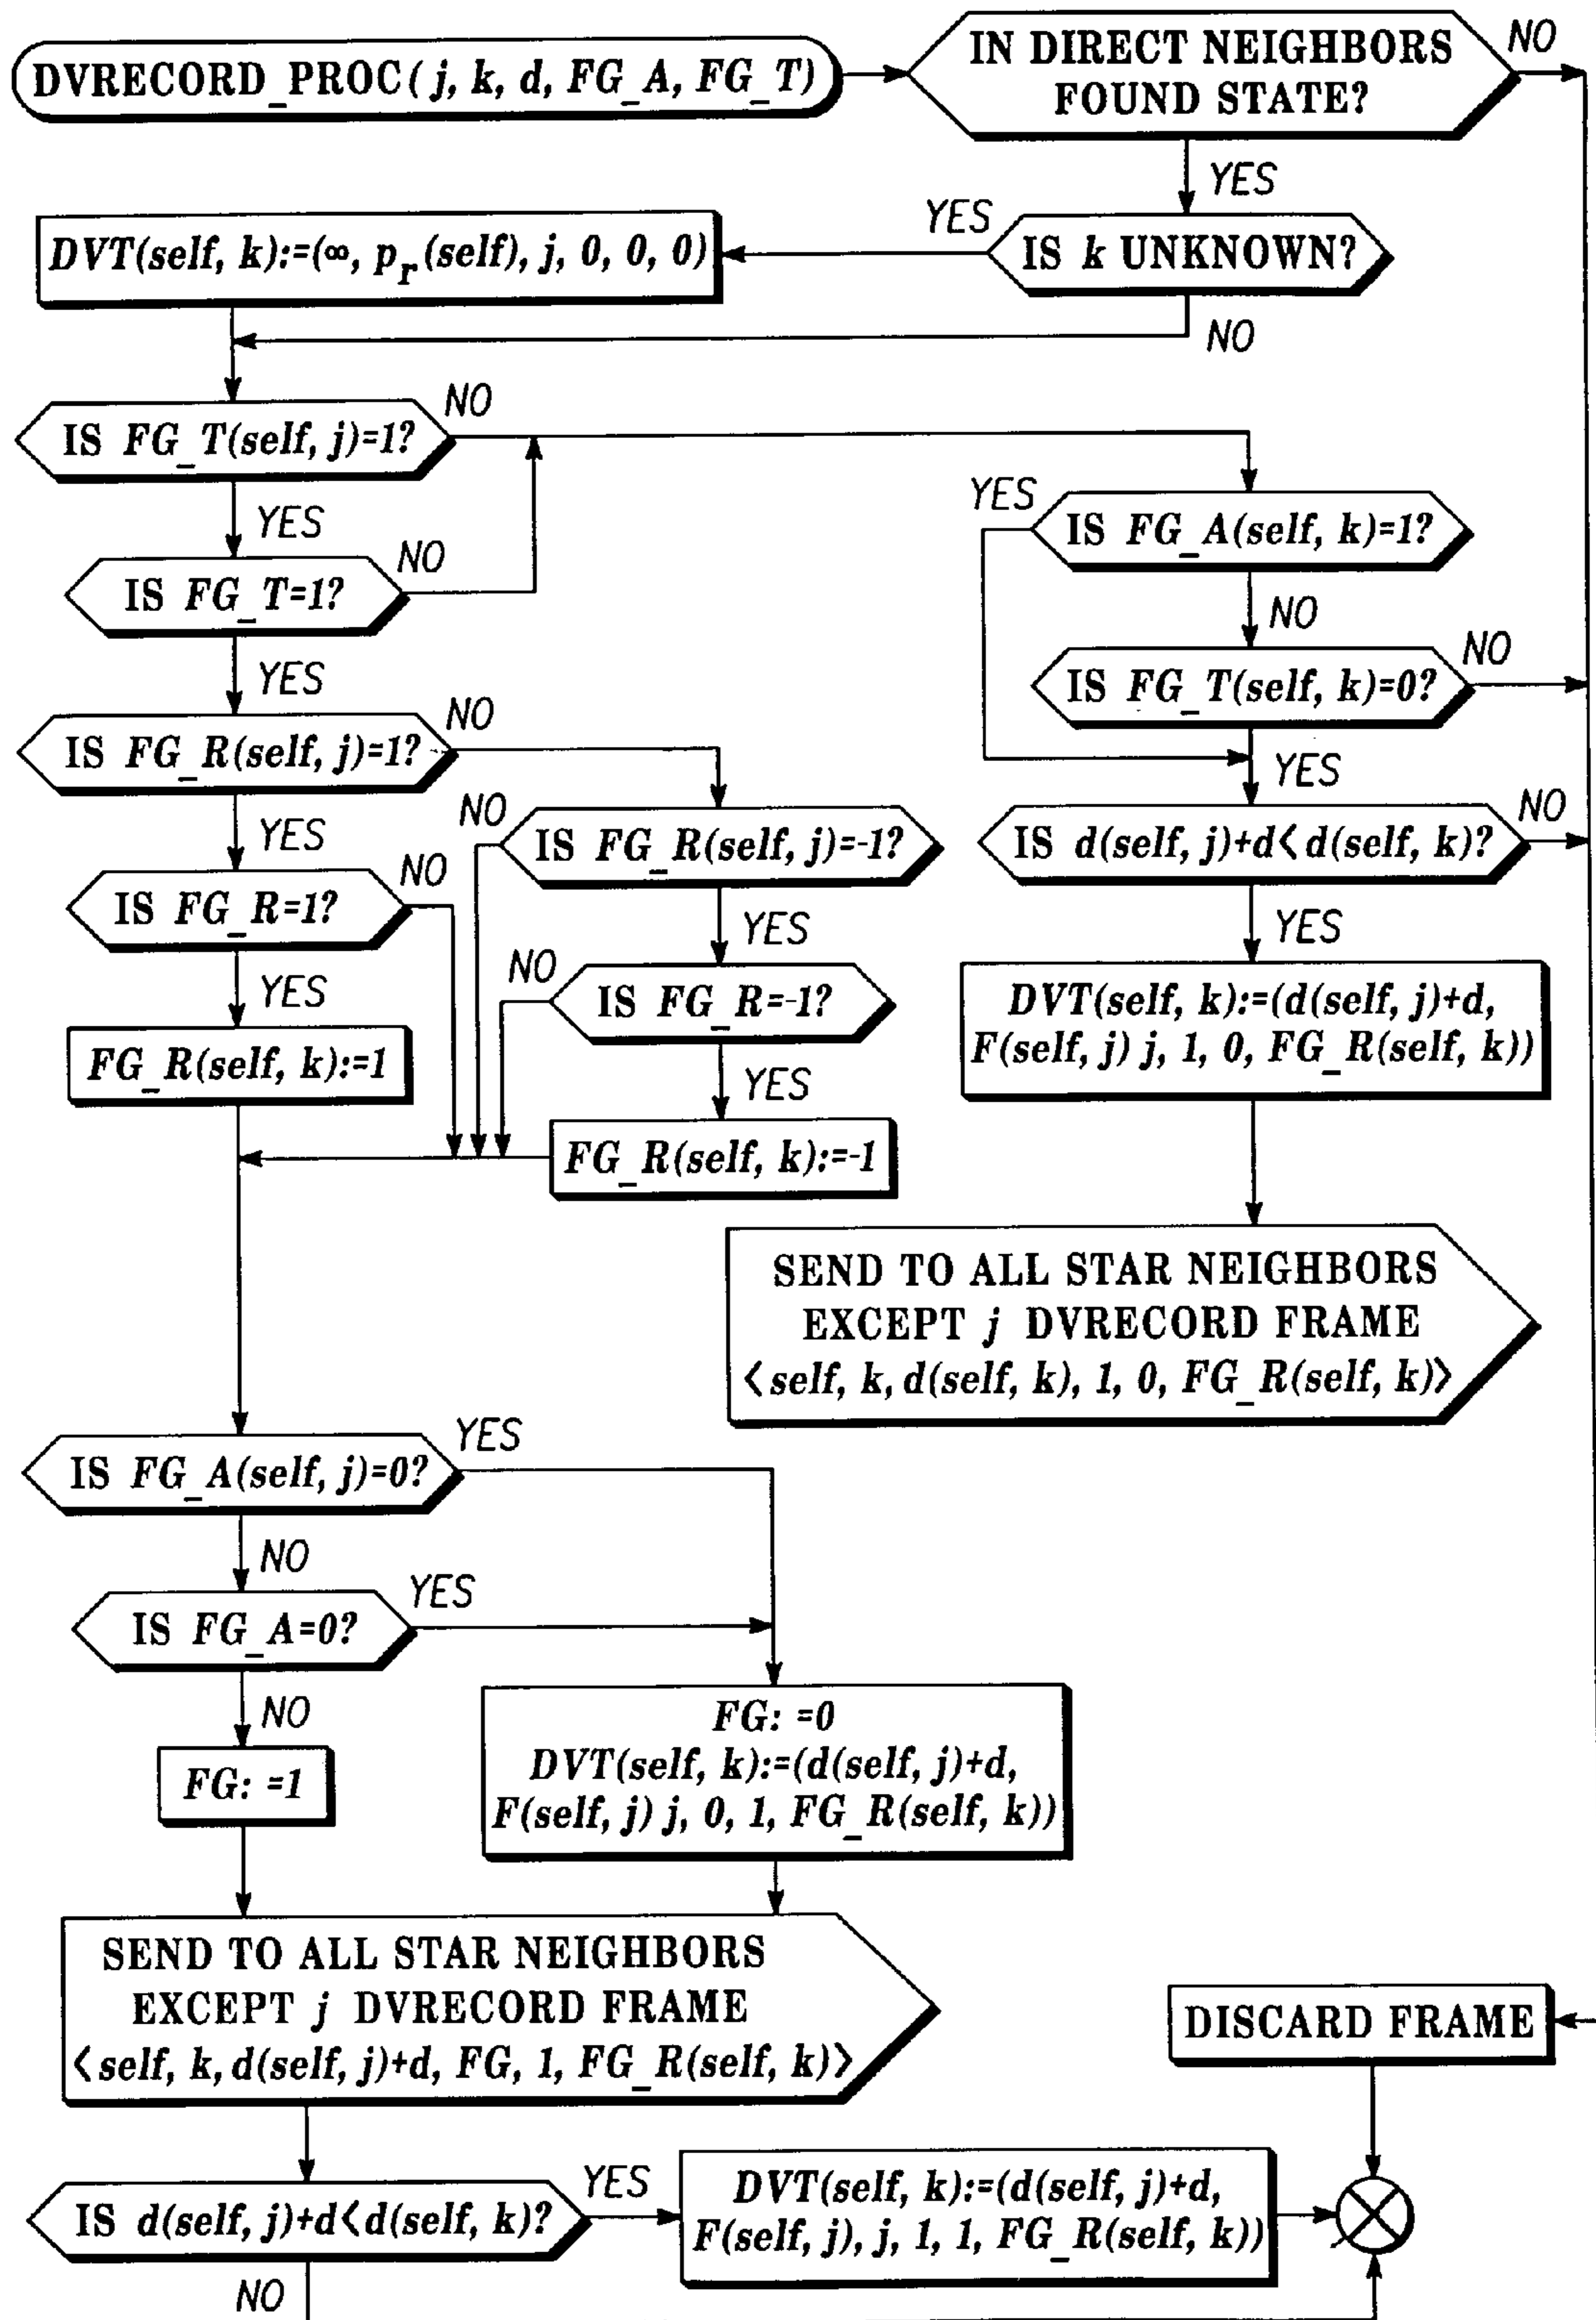 DVRECORD_PROC( j, k, d, FG_A, FG_T)
IN DIRECT NEIGHBORS
FOUND STATE?
NO
YES
IS k UNKNOWN?
YES
DVT(self, k):=(∞, p_r(self), j, 0, 0, 0)
NO
IS FG_T(self, j)=1?
NO
YES
IS FG_T=1?
NO
YES
IS FG_A(self, k)=1?
YES
NO
IS FG_T(self, k)=0?
NO
YES
IS FG_R(self, j)=1?
NO
YES
IS FG_R(self, j)=-1?
NO
YES
IS d(self, j)+d<d(self, k)?
NO
YES
IS FG_R=1?
NO
YES
IS FG_R=-1?
NO
YES
FG_R(self, k):=1
FG_R(self, k):=-1
DVT(self, k):=(d(self, j)+d,
F(self, j) j, 1, 0, FG_R(self, k))
SEND TO ALL STAR NEIGHBORS
EXCEPT j DVRECORD FRAME
<self, k, d(self, k), 1, 0, FG_R(self, k)>
IS FG_A(self, j)=0?
YES
NO
IS FG_A=0?
YES
NO
FG: =1
FG: =0
DVT(self, k):=(d(self, j)+d,
F(self, j) j, 0, 1, FG_R(self, k))
SEND TO ALL STAR NEIGHBORS
EXCEPT j DVRECORD FRAME
<self, k, d(self, j)+d, FG, 1, FG_R(self, k)>
DISCARD FRAME
IS d(self, j)+d<d(self, k)?
YES
NO
DVT(self, k):=(d(self, j)+d,
F(self, j), j, 1, 1, FG_R(self, k))